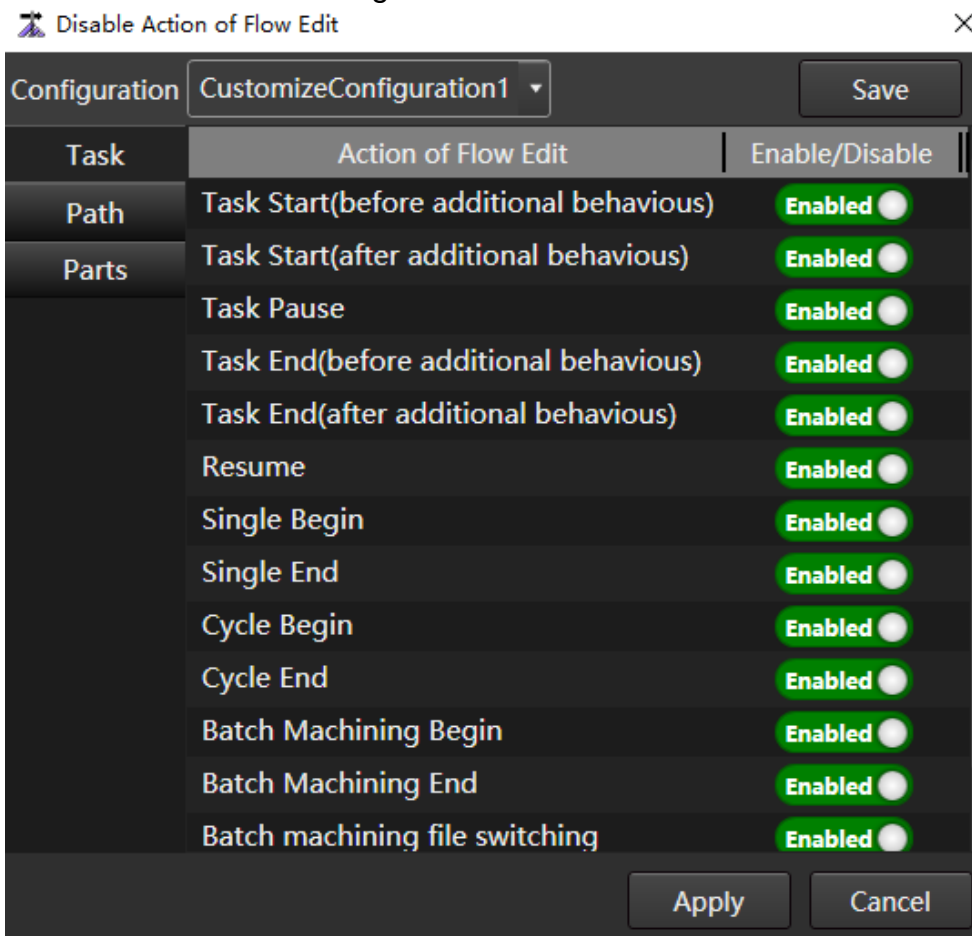 Disable Action of Flow Edit
Configuration CustomizeConfiguration1 Save
Task Action of Flow Edit Enable/Disable
Path Task Start(before additional behavious) Enabled
Parts Task Start(after additional behavious) Enabled
Task Pause Enabled
Task End(before additional behavious) Enabled
Task End(after additional behavious) Enabled
Resume Enabled
Single Begin Enabled
Single End Enabled
Cycle Begin Enabled
Cycle End Enabled
Batch Machining Begin Enabled
Batch Machining End Enabled
Batch machining file switching Enabled
Apply Cancel